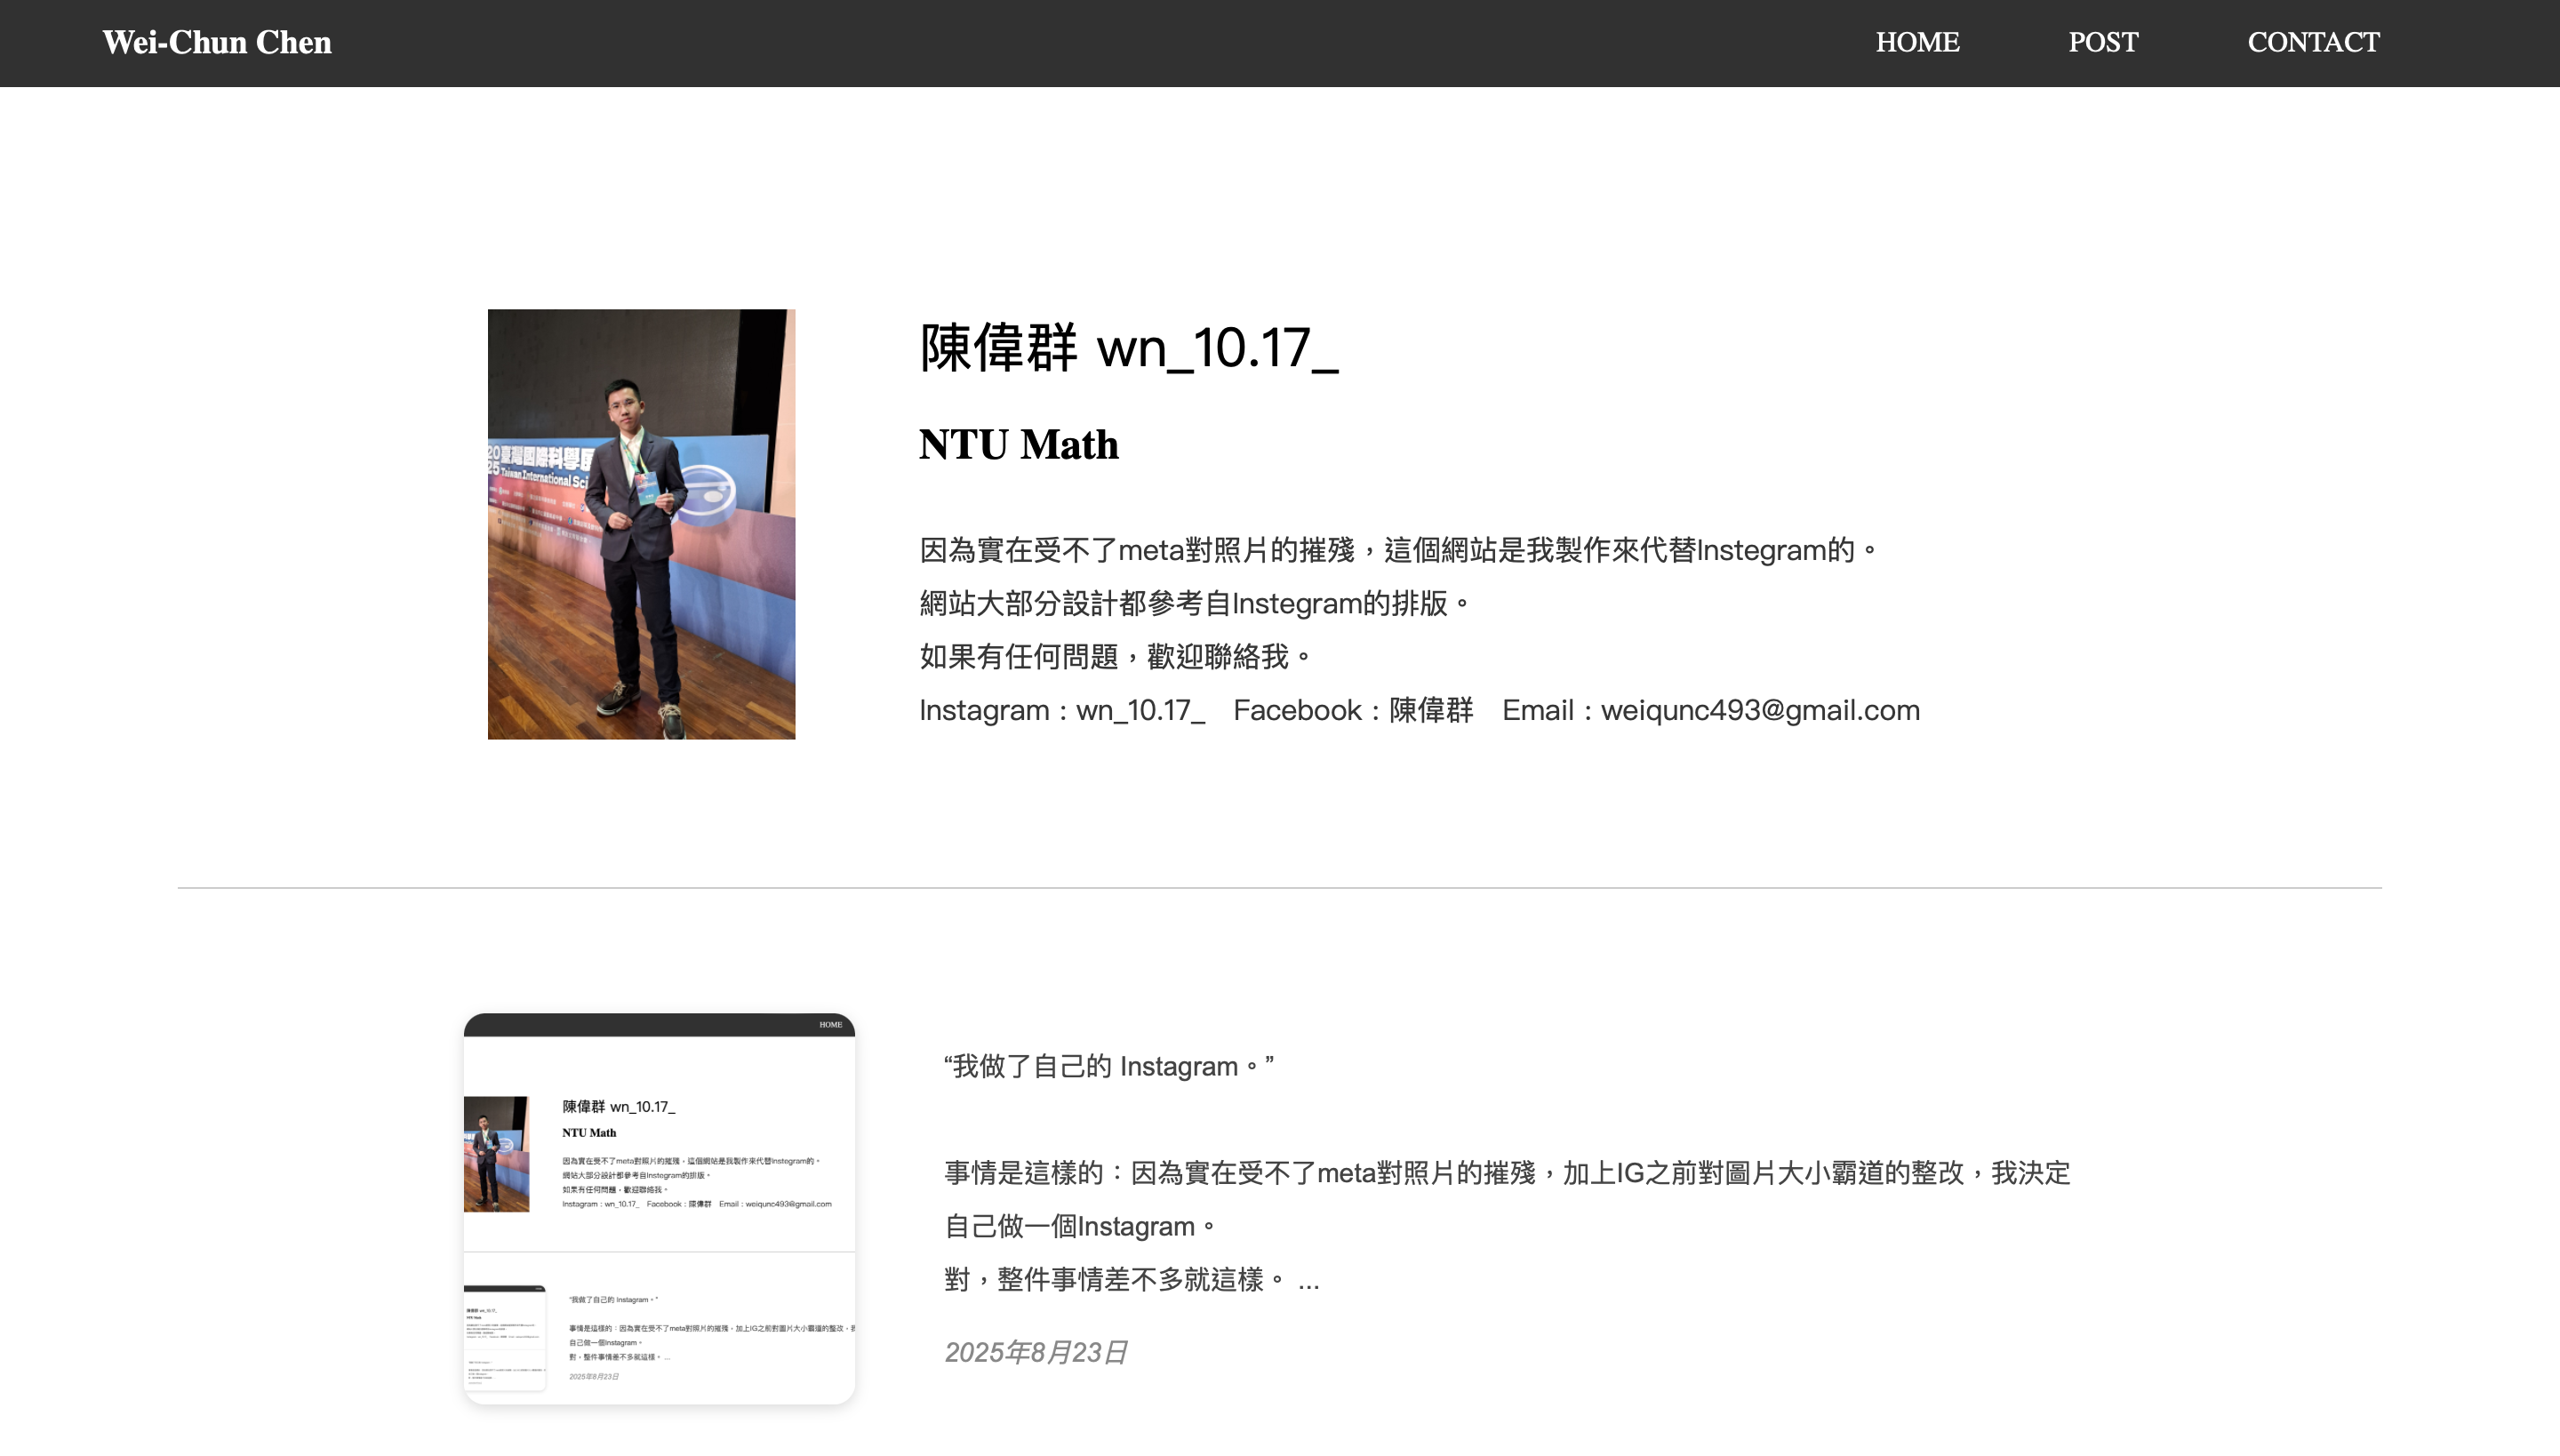 Wei-Chun Chen
HOME
POST
CONTACT
20 臺灣國際科學展
25 Taiwan International Sci
陳偉群 wn_10.17_
NTU Math
因為實在受不了meta對照片的摧殘，這個網站是我製作來代替Instegram的。
網站大部分設計都參考自Instegram的排版。
如果有任何問題，歡迎聯絡我。
Instagram：wn_10.17_　Facebook：陳偉群　Email：weiqunc493@gmail.com
HOME
陳偉群 wn_10.17_
NTU Math
因為實在受不了meta對照片的摧殘，這個網站是我製作來代替Instegram的。
網站大部分設計都參考自Instegram的排版。
如果有任何問題，歡迎聯絡我。
Instagram：wn_10.17_　Facebook：陳偉群　Email：weiqunc493@gmail.com
“我做了自己的 Instagram。”
事情是這樣的：因為實在受不了meta對照片的摧殘，加上IG之前對圖片大小霸道的整改，
自己做一個Instagram。
對，整件事情差不多就這樣。 ...
2025年8月23日
“我做了自己的 Instagram。”
事情是這樣的：因為實在受不了meta對照片的摧殘，加上IG之前對圖片大小霸道的整改，我決定
自己做一個Instagram。
對，整件事情差不多就這樣。 ...
2025年8月23日